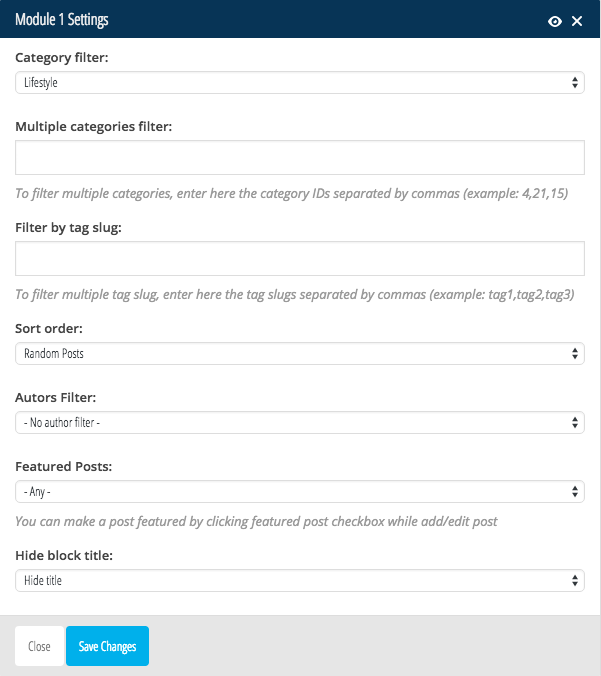 Module 1 Settings
Category filter:
Lifestyle
Multiple categories filter:
To filter multiple categories, enter here the category IDs separated by commas (example: 4,21,15)
Filter by tag slug:
To filter multiple tag slug, enter here the tag slugs separated by commas (example: tag1,tag2,tag3)
Sort order:
Random Posts
Autors Filter:
- No author filter -
Featured Posts:
- Any -
You can make a post featured by clicking featured post checkbox while add/edit post
Hide block title:
Hide title
Close Save Changes